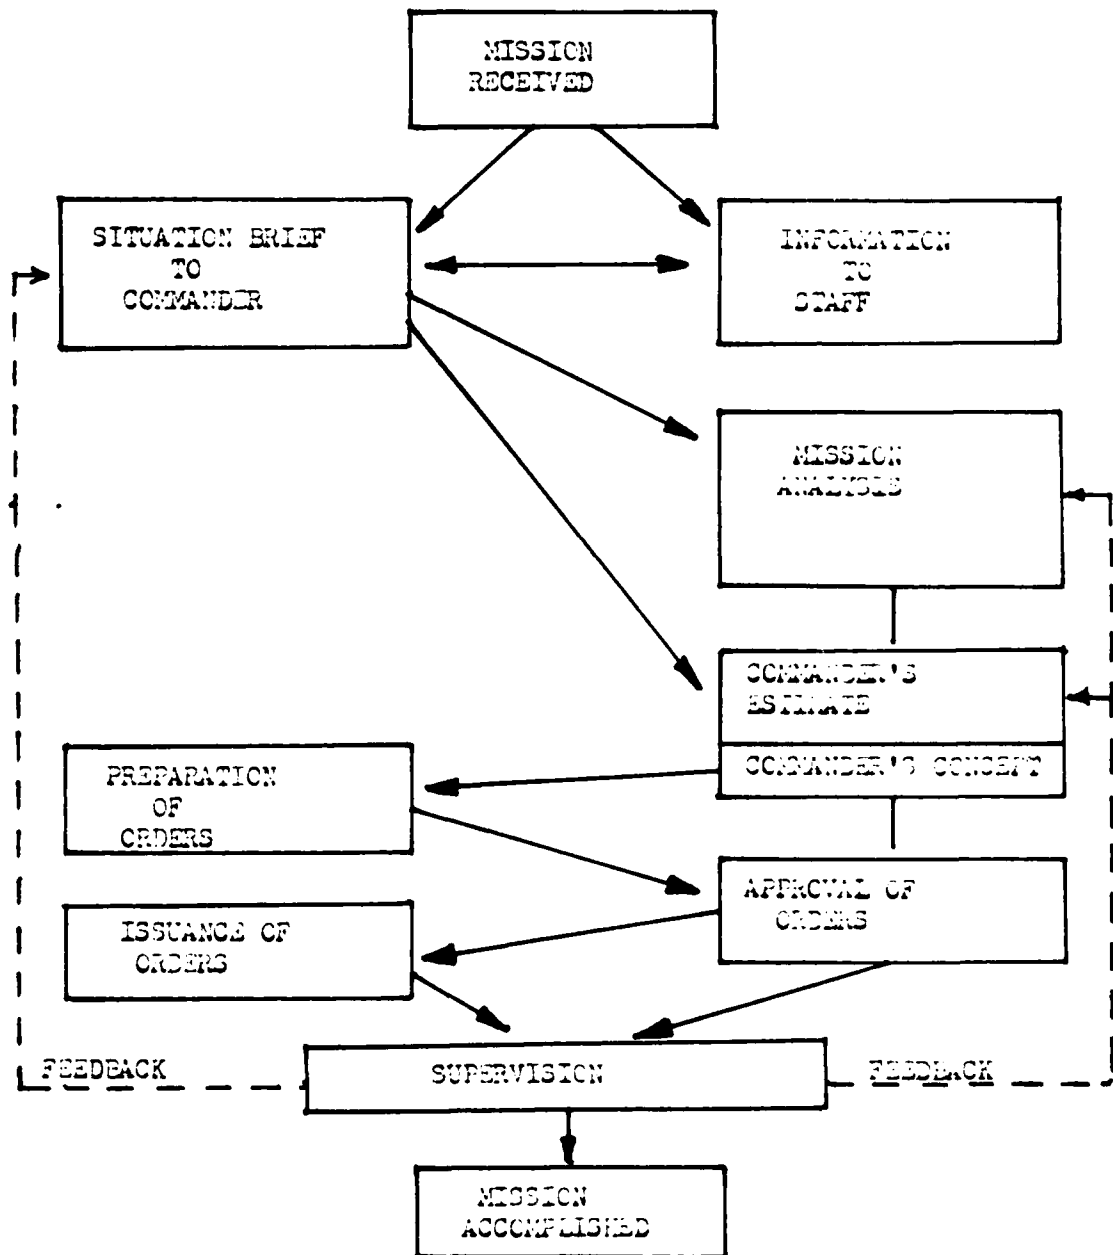 MISSION
RECEIVED
SITUATION BRIEF
TO
COMMANDER
INFORMATION
TO
STAFF
MISSION
ANALYSIS
COMMANDER'S
ESTIMATE
COMMANDER'S CONCEPT
PREPARATION
OF
ORDERS
APPROVAL OF
ORDERS
ISSUANCE OF
ORDERS
FEEDBACK
SUPERVISION
FEEDBACK
MISSION
ACCOMPLISHED